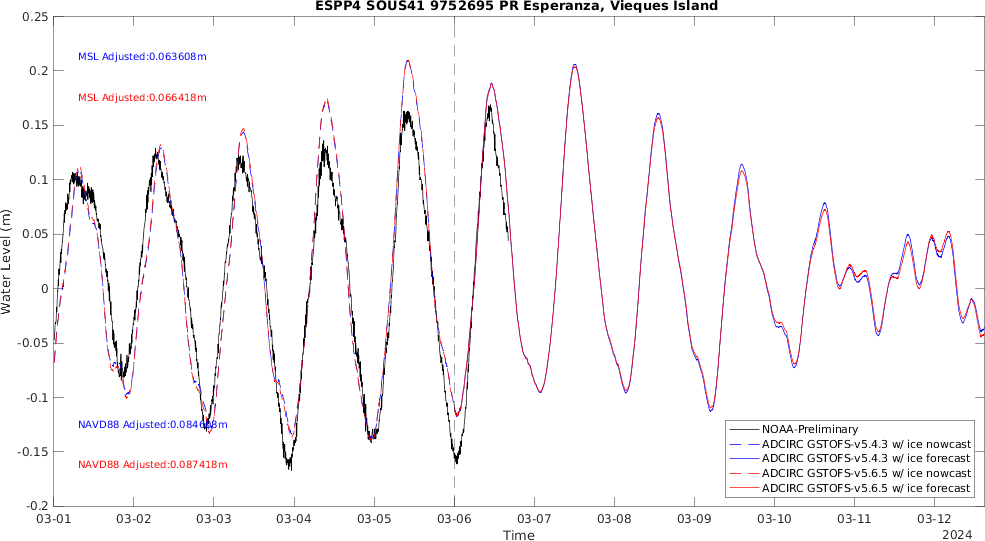 ESPP4 SOUS41 9752695 PR Esperanza, Vieques Island
0.25
0.2
0.15
0.1
0.05
0
-0.05
-0.1
-0.15
-0.2
Water Level (m)
MSL Adjusted:0.063608m
MSL Adjusted:0.066418m
NAVD88 Adjusted:0.084608m
NAVD88 Adjusted:0.087418m
NOAA-Preliminary
ADCIRC GSTOFS-v5.4.3 w/ ice nowcast
ADCIRC GSTOFS-v5.4.3 w/ ice forecast
ADCIRC GSTOFS-v5.6.5 w/ ice nowcast
ADCIRC GSTOFS-v5.6.5 w/ ice forecast
03-01 03-02 03-03 03-04 03-05 03-06 03-07 03-08 03-09 03-10 03-11 03-12
Time
2024